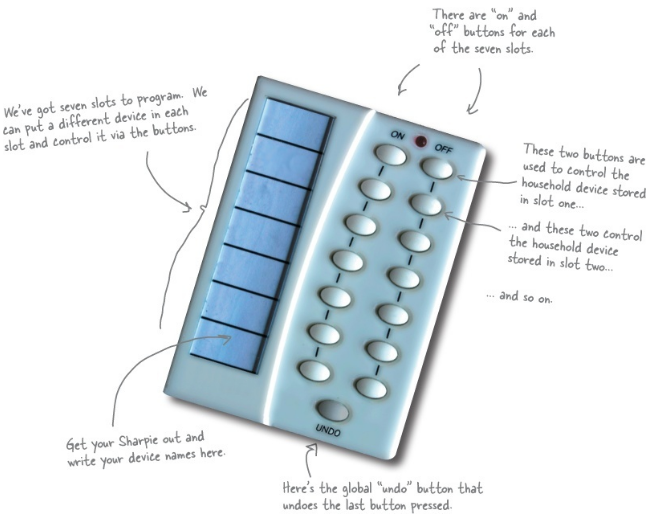 There are "on" and
"off" buttons for each
of the seven slots.
We've got seven slots to program. We
can put a different device in each
slot and control it via the buttons.
ON
OFF
These two buttons are
used to control the
household device stored
in slot one...
... and these two control
the household device
stored in slot two...
... and so on.
UNDO
Get your Sharpie out and
write your device names here.
Here's the global "undo" button that
undoes the last button pressed.